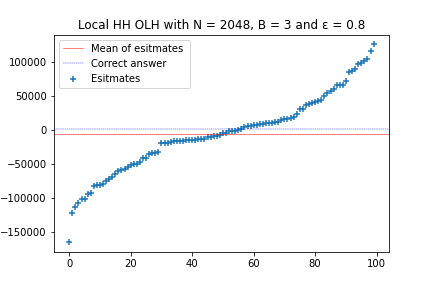 Local HH OLH with N = 2048, B = 3 and ε = 0.8
Mean of esitmates
Correct answer
Esitmates
100000
50000
0
−50000
−100000
−150000
0 20 40 60 80 100